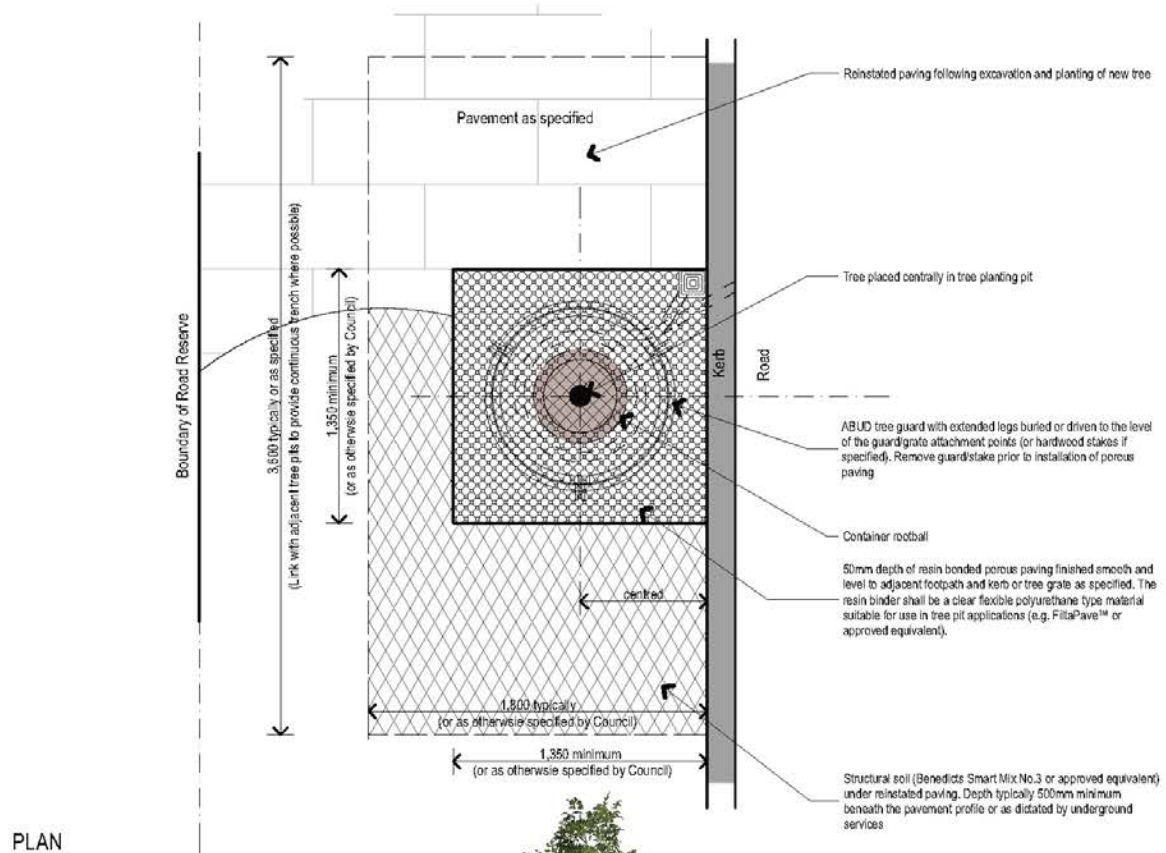 Reinstated paving following excavation and planting of new tree
Pavement as specified
Boundary of Road Reserve
3,600 typically or as specified
(Link with adjacent tree pits to provide continuous trench where possible)
1,350 minimum
(or as otherwsie specified by Council)
Tree placed centrally in tree planting pit
Kerb
Road
ABUD tree guard with extended legs buried or driven to the level
of the guard/grate attachment points (or hardwood stakes if
specified). Remove guard/stake prior to installation of porous
paving
Container rootball
50mm depth of resin bonded porous paving finished smooth and
level to adjacent footpath and kerb or tree grate as specified. The
resin binder shall be a clear flexible polyurethane type material
suitable for use in tree pit applications (e.g. FiltaPave™ or
approved equivalent).
centred
1,800 typically
(or as otherwsie specified by Council)
1,350 minimum
(or as otherwsie specified by Council)
Structural soil (Benedicts Smart Mix No.3 or approved equivalent)
under reinstated paving. Depth typically 500mm minimum
beneath the pavement profile or as dictated by underground
services
PLAN